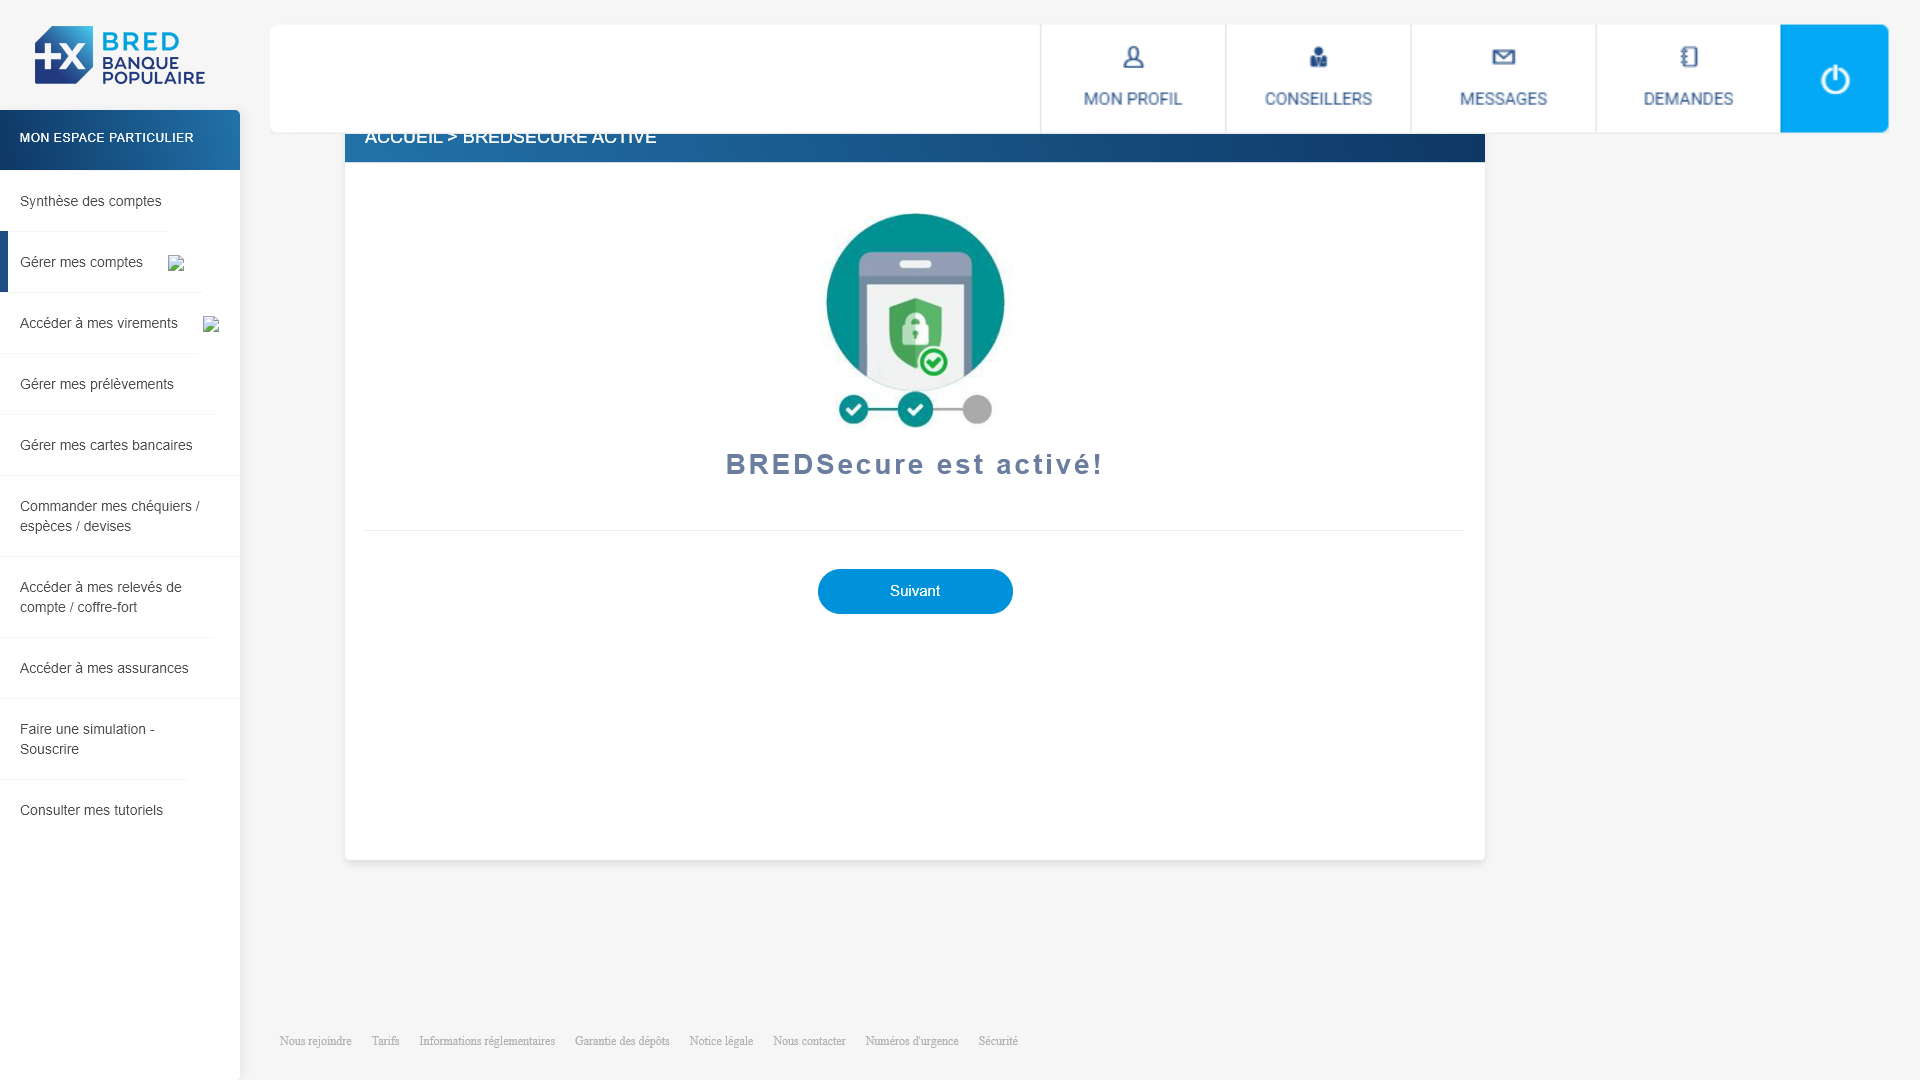 BRED
BANQUE
POPULAIRE
MON PROFIL
CONSEILLERS
MESSAGES
DEMANDES
MON ESPACE PARTICULIER
ACCUEIL > BREDSECURE ACTIVÉ
Synthèse des comptes
Gérer mes comptes
Accéder à mes virements
Gérer mes prélèvements
Gérer mes cartes bancaires
Commander mes chéquiers /
espèces / devises
Accéder à mes relevés de
compte / coffre-fort
Accéder à mes assurances
Faire une simulation -
Souscrire
Consulter mes tutoriels
BREDSecure est activé!
Suivant
Nous rejoindre Tarifs Informations réglementaires Garantie des dépôts Notice légale Nous contacter Numéros d'urgence Sécurité